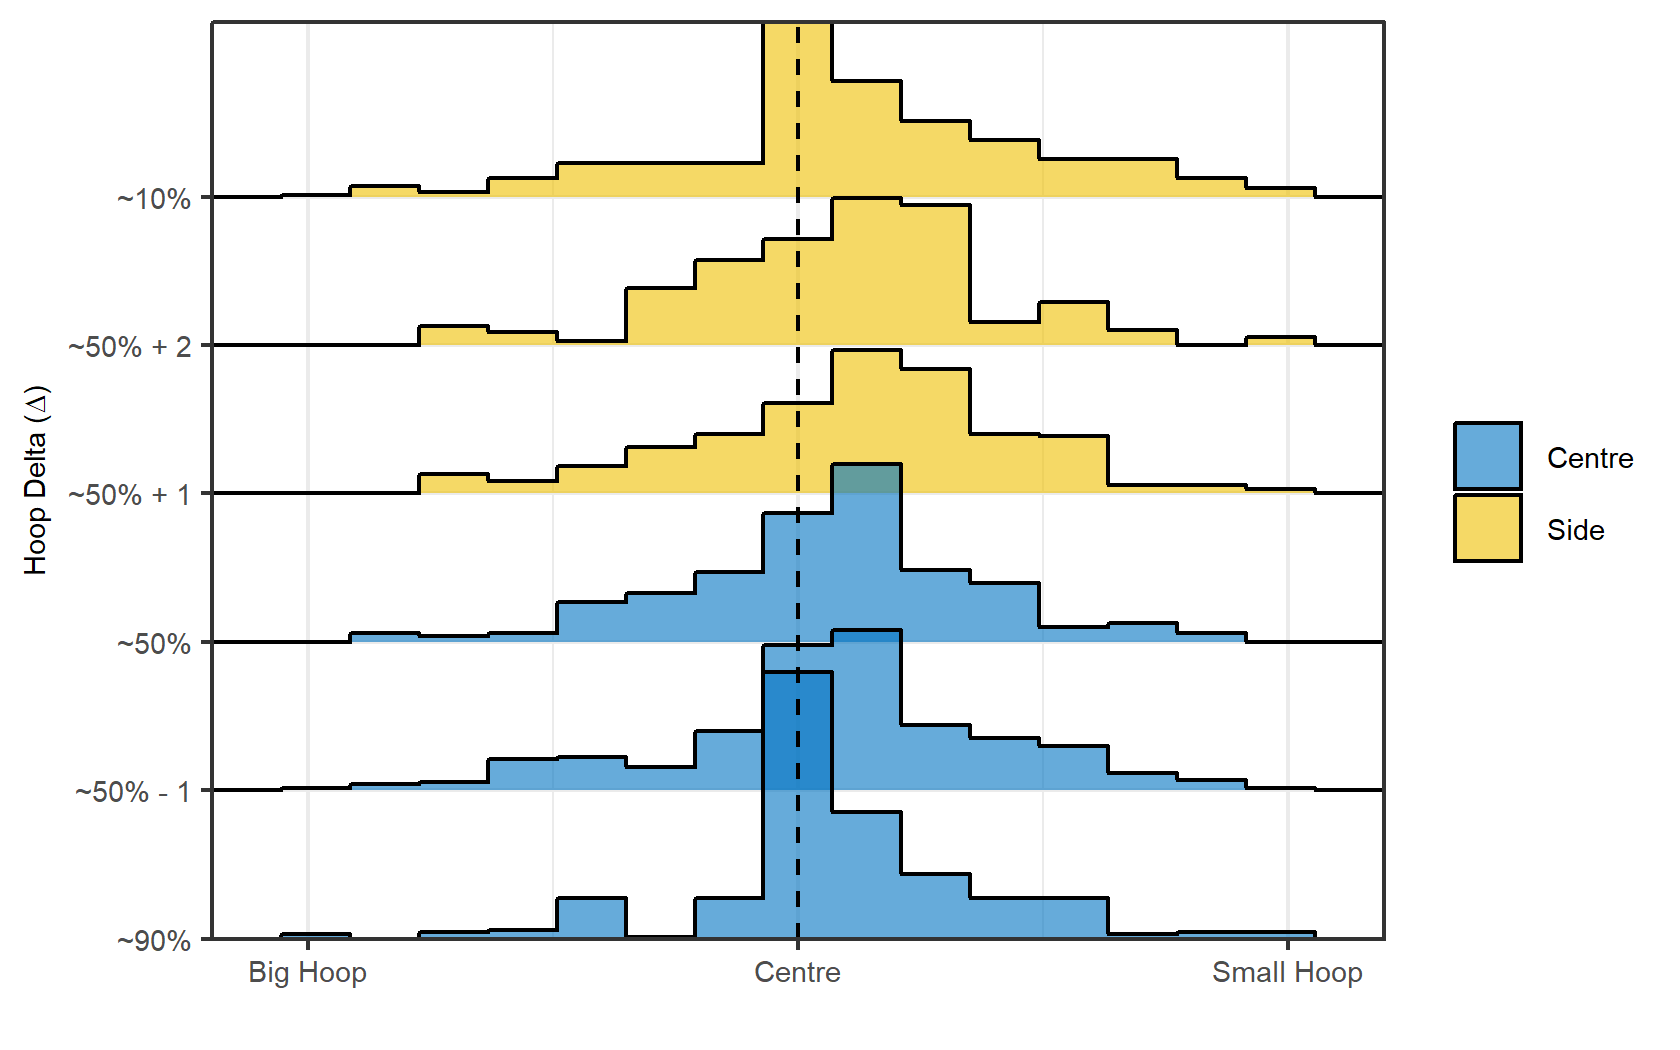 Hoop Delta (Δ)
~10%
~50% + 2
~50% + 1
~50%
~50% - 1
~90%
Big Hoop
Centre
Small Hoop
Centre
Side